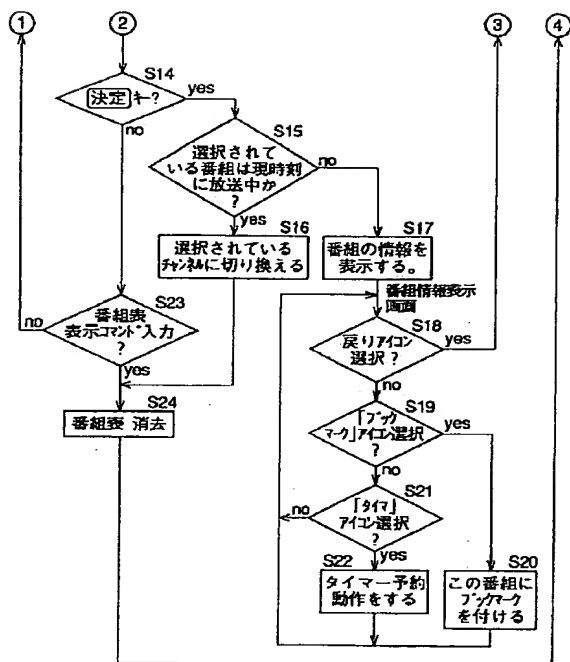 ①
②
③
④
S14
決定キー?
yes
no
S15
選択されて
いる番組は現時刻
に放送中か
?
no
yes
S16
選択されている
チャンネルに切り換える
S17
番組の情報を
表示する。
番組情報表示
画面
S18
戻りアイコン
選択?
yes
no
S23
番組表
表示コマンド入力
?
no
yes
S24
番組表 消去
S19
「ブック
マーク」アイコン選択
?
yes
no
S21
「タイマ」
アイコン選択
?
no
yes
S22
タイマー予約
動作をする
S20
この番組に
ブックマーク
を付ける